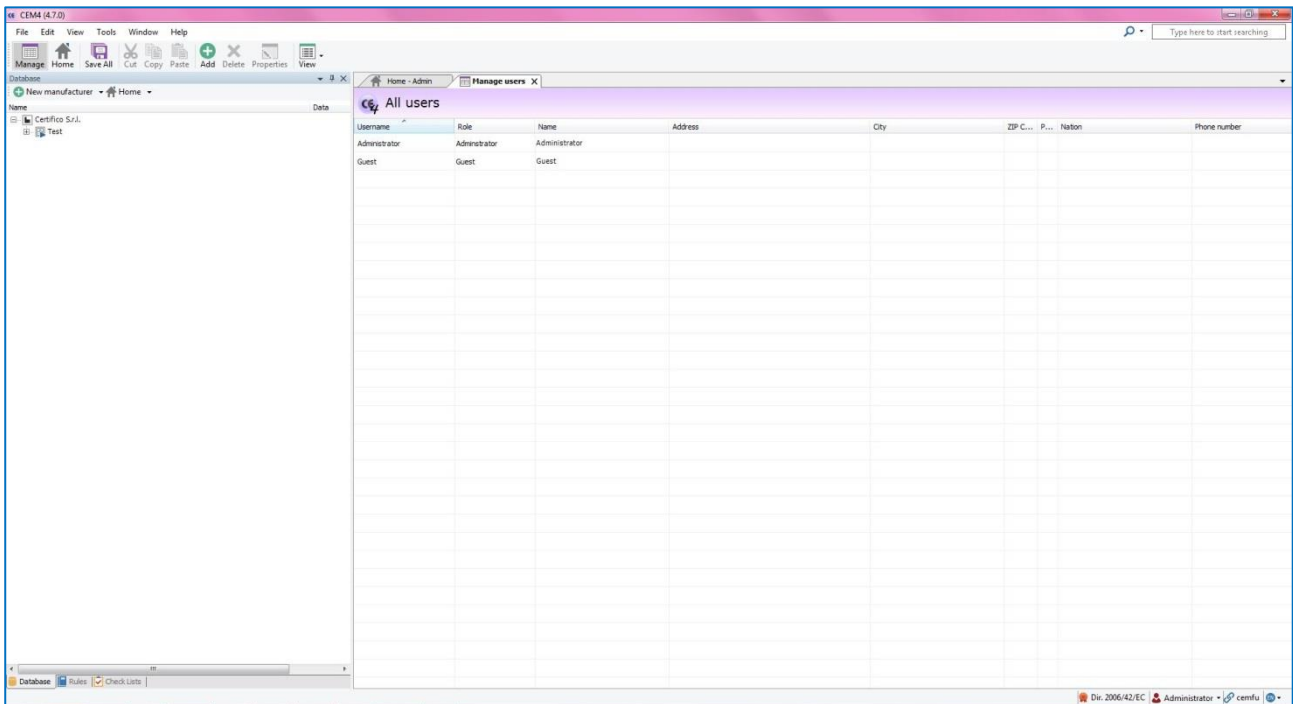 CEM4 (4.7.0)
File Edit View Tools Window Help
Type here to start searching
Manage Home Save All Cut Copy Paste Add Delete Properties View
Database
New manufacturer Home
Name Data
Certifico S.r.l.
Test
Home - Admin Manage users X
CE4 All users
Username Role Name Address City ZIP C... P... Nation Phone number
Administrator Adminstrator Administrator
Guest Guest Guest
Database Rules Check Lists
Dir. 2006/42/EC Administrator cemfu